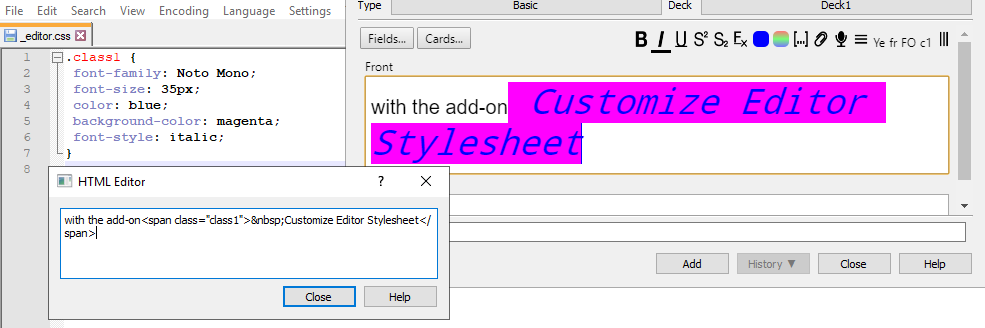 File Edit Search View Encoding Language Settings
_editor.css
1 .class1 {
2 font-family: Noto Mono;
3 font-size: 35px;
4 color: blue;
5 background-color: magenta;
6 font-style: italic;
7 }
8
Type Basic Deck Deck1
Fields... Cards... B I U S² S₂ Eₓ [...] Ye fr FO c1
Front
with the add-on Customize Editor
Stylesheet
Add History ▼ Close Help
HTML Editor ? X
with the add-on<span class="class1">&nbsp;Customize Editor Stylesheet</
span>
Close Help